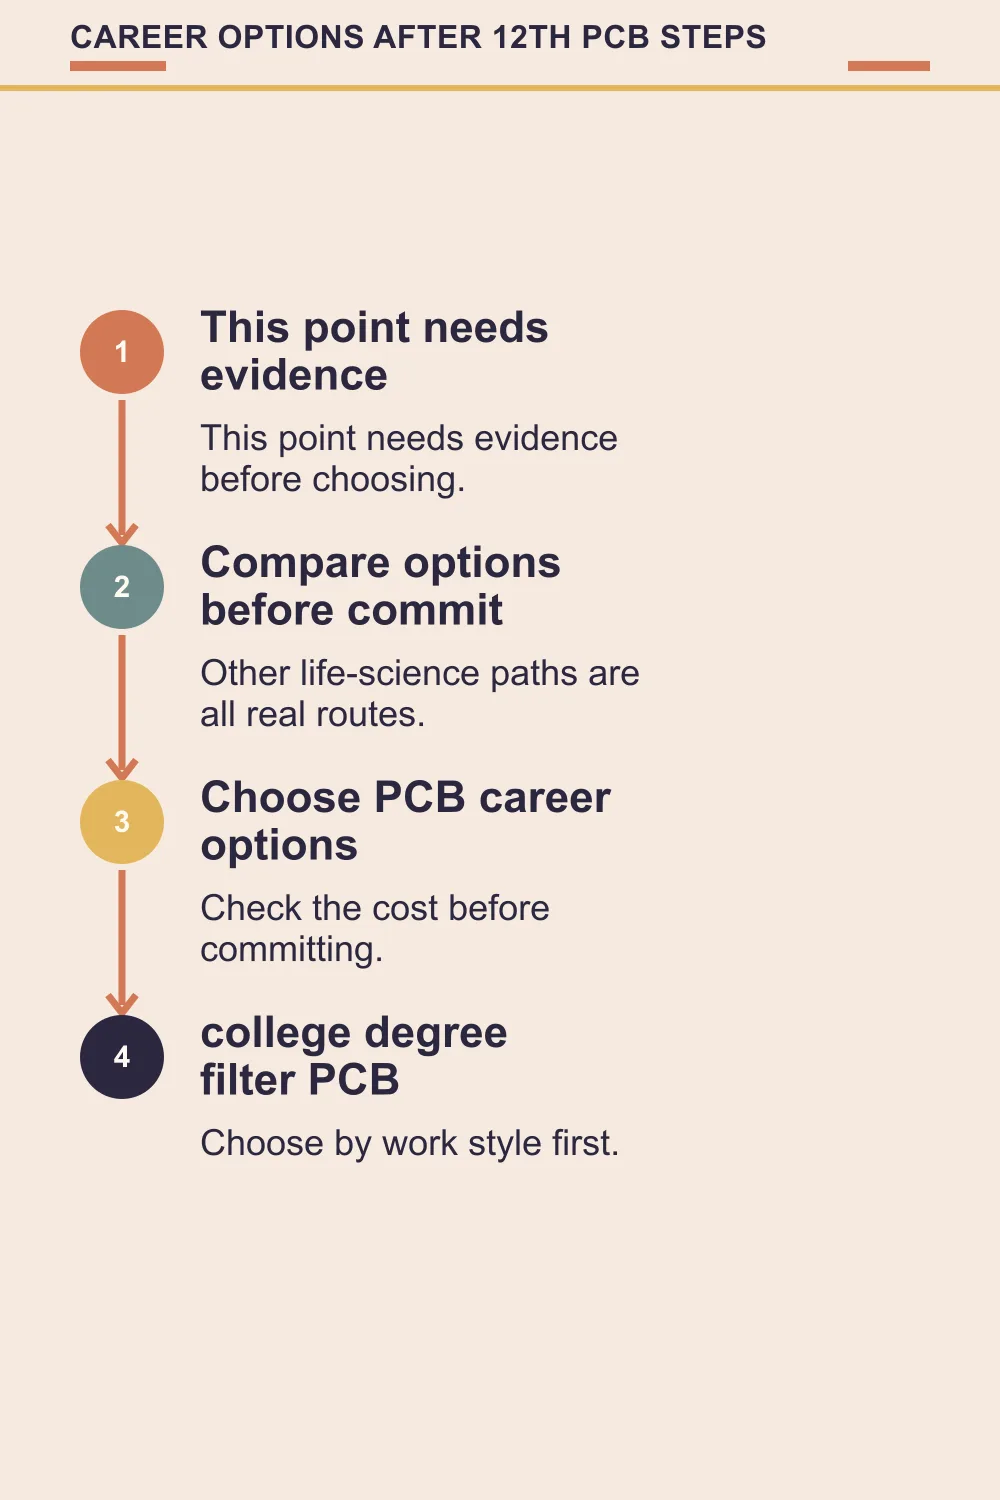 CAREER OPTIONS AFTER 12TH PCB STEPS
1
This point needs
evidence
This point needs evidence
before choosing.
2
Compare options
before commit
Other life-science paths are
all real routes.
3
Choose PCB career
options
Check the cost before
committing.
4
college degree
filter PCB
Choose by work style first.